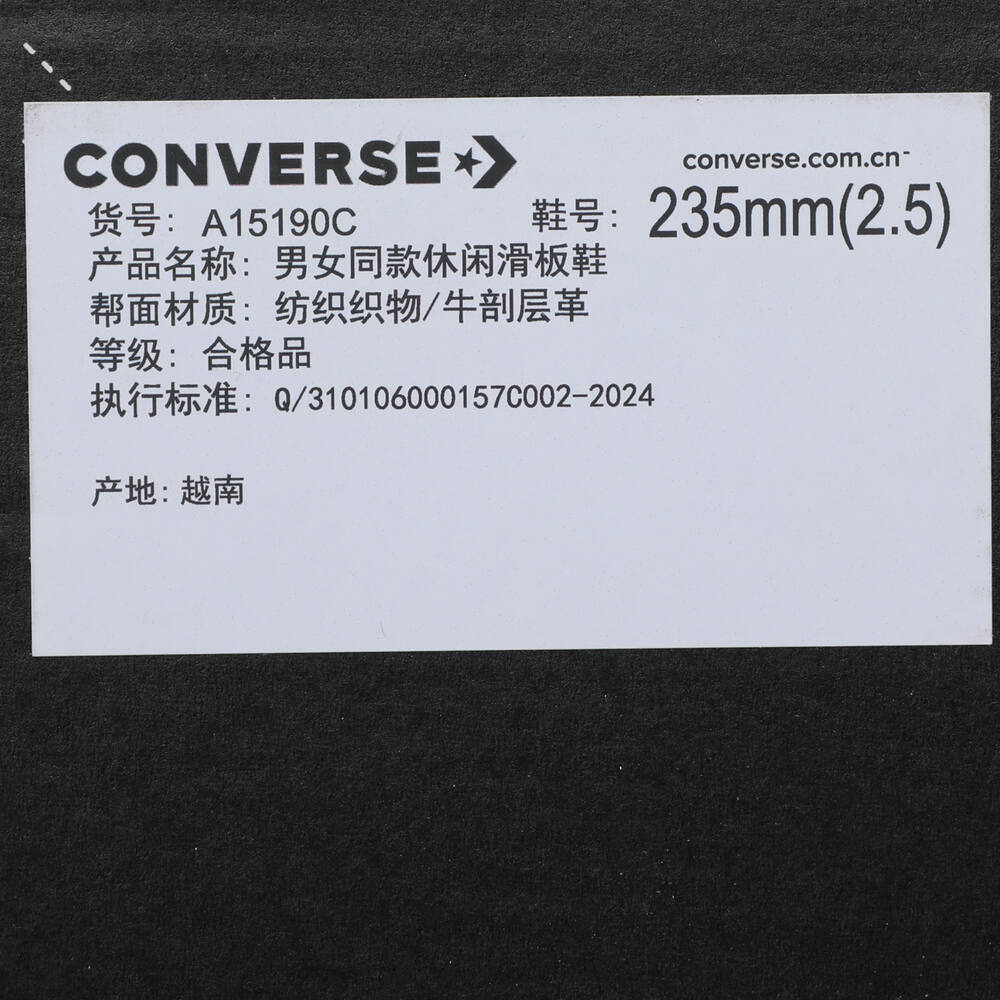 CONVERSE
converse.com.cn
货号: A15190C 鞋号: 235mm(2.5)
产品名称: 男女同款休闲滑板鞋
帮面材质: 纺织织物/牛剖层革
等级: 合格品
执行标准: Q/310106000157C002-2024
产地: 越南